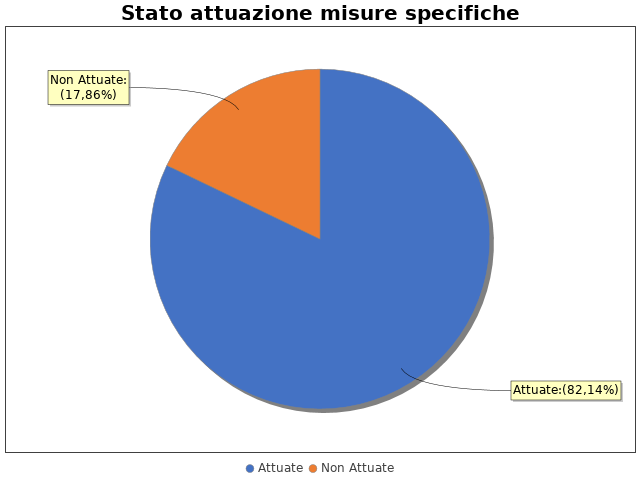 Stato attuazione misure specifiche
Non Attuate:
(17,86%)
Attuate:(82,14%)
Attuate Non Attuate